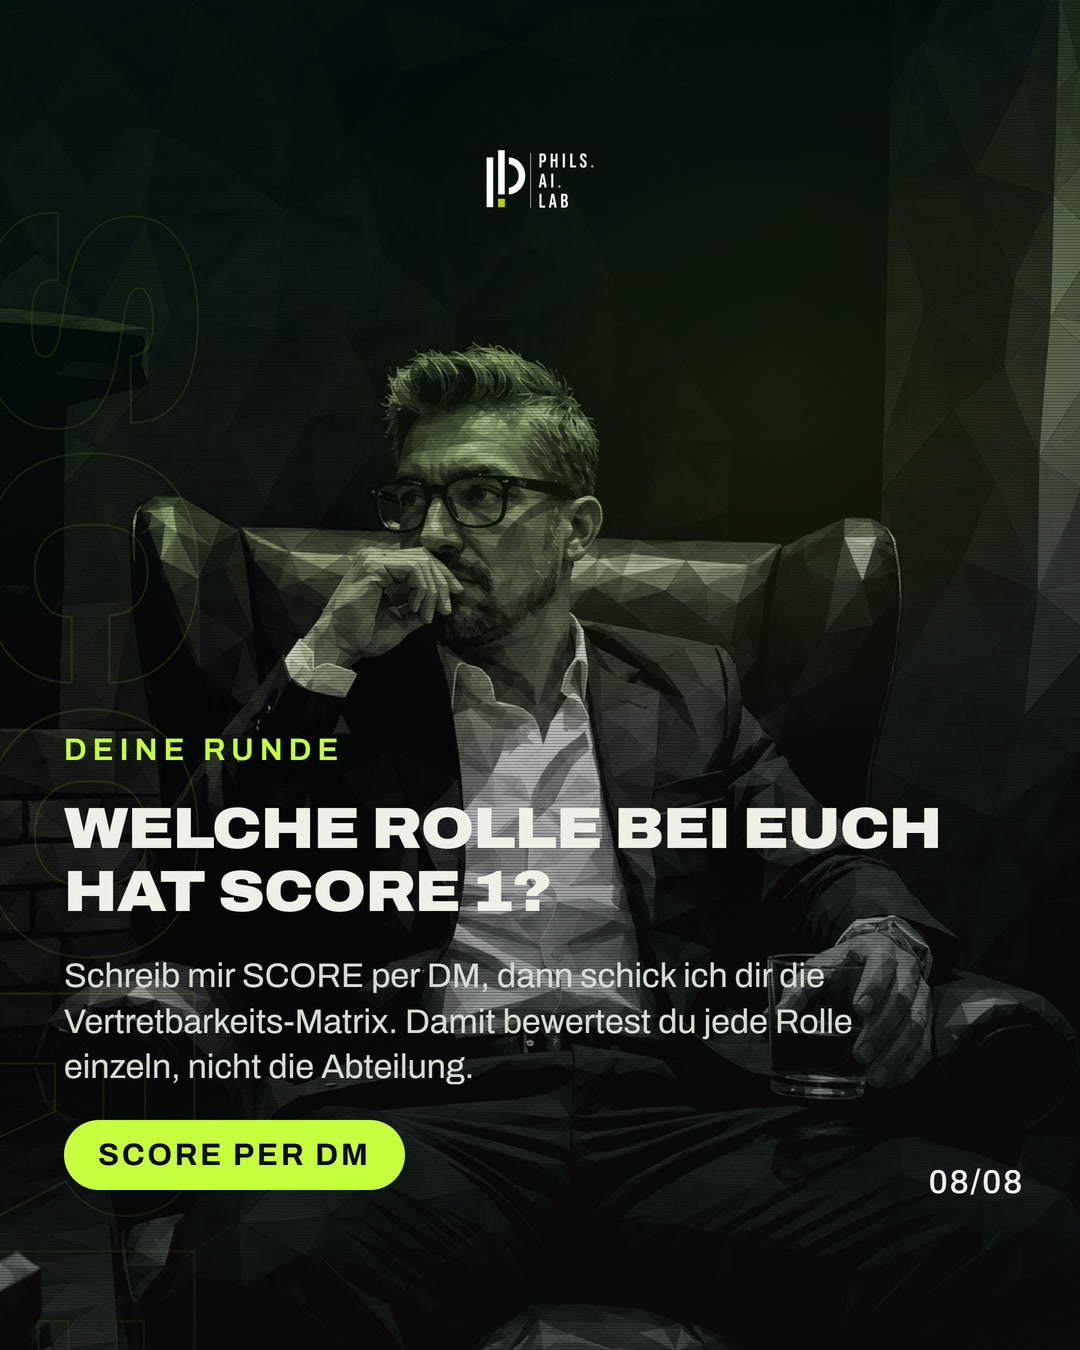 PHILS.
AI.
LAB
DEINE RUNDE
WELCHE ROLLE BEI EUCH
HAT SCORE 1?
Schreib mir SCORE per DM, dann schick ich dir die
Vertretbarkeits-Matrix. Damit bewertest du jede Rolle
einzeln, nicht die Abteilung.
SCORE PER DM
08/08